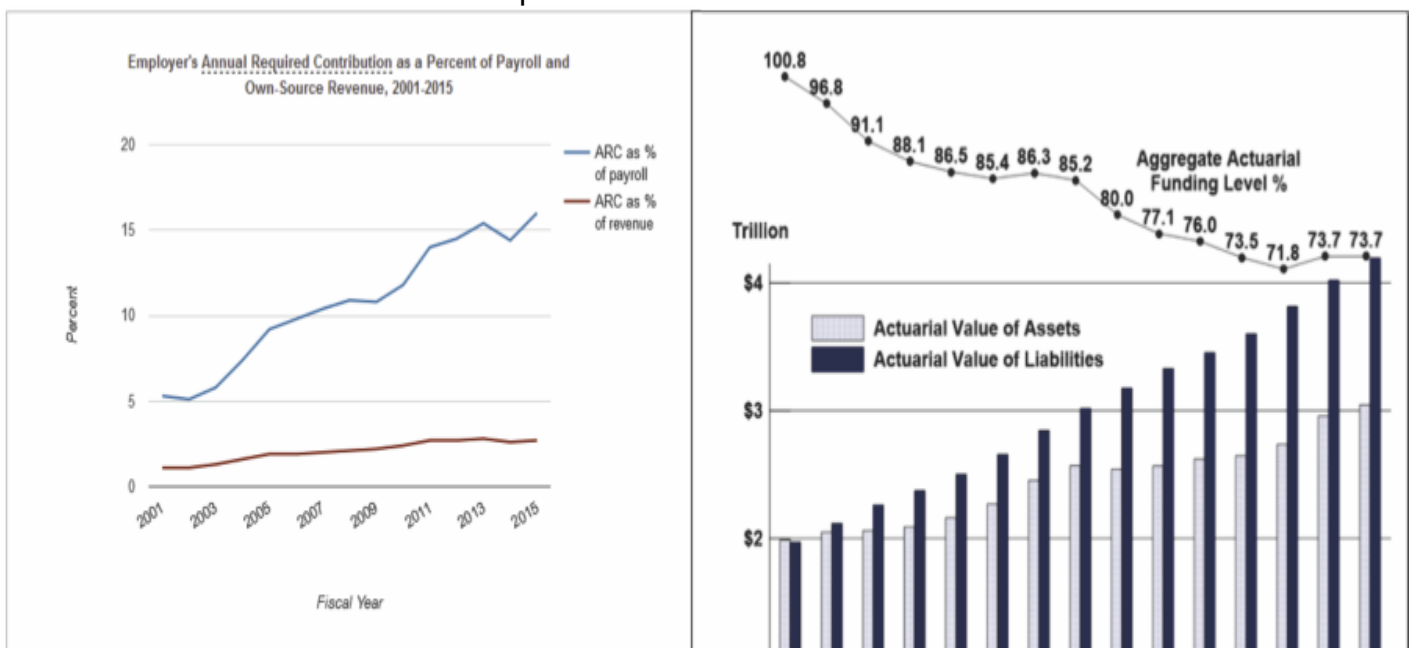 Employer's Annual Required Contribution as a Percent of Payroll and
Own-Source Revenue, 2001-2015
20
15
10
5
0
Percent
ARC as %
of payroll
ARC as %
of revenue
2001
2003
2005
2007
2009
2011
2013
2015
Fiscal Year
100.8
96.8
91.1
88.1
86.5
85.4
86.3
85.2
80.0
77.1
76.0
73.5
71.8
73.7
73.7
Aggregate Actuarial
Funding Level %
Trillion
$4
$3
$2
Actuarial Value of Assets
Actuarial Value of Liabilities